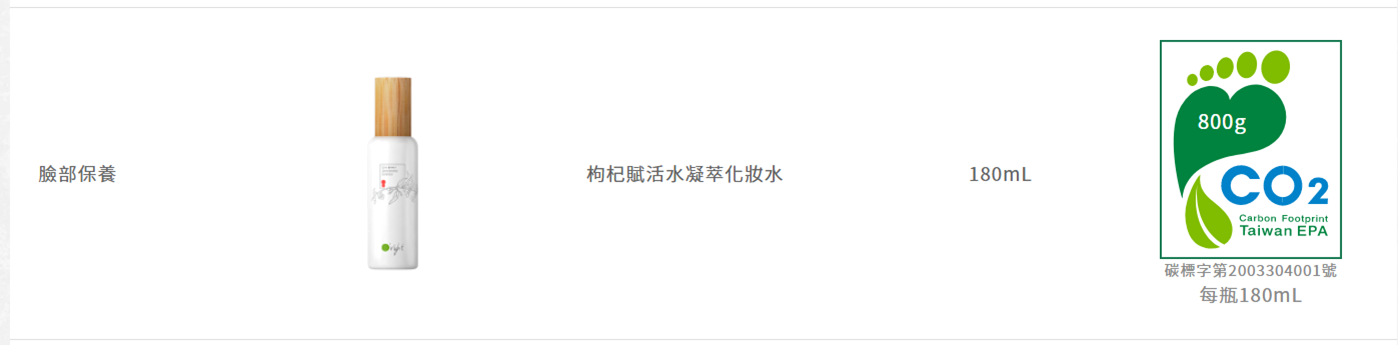 臉部保養
O'right
枸杞賦活水凝萃化妝水
180mL
800g
CO2
Carbon Footprint
Taiwan EPA
碳標字第2003304001號
每瓶180mL